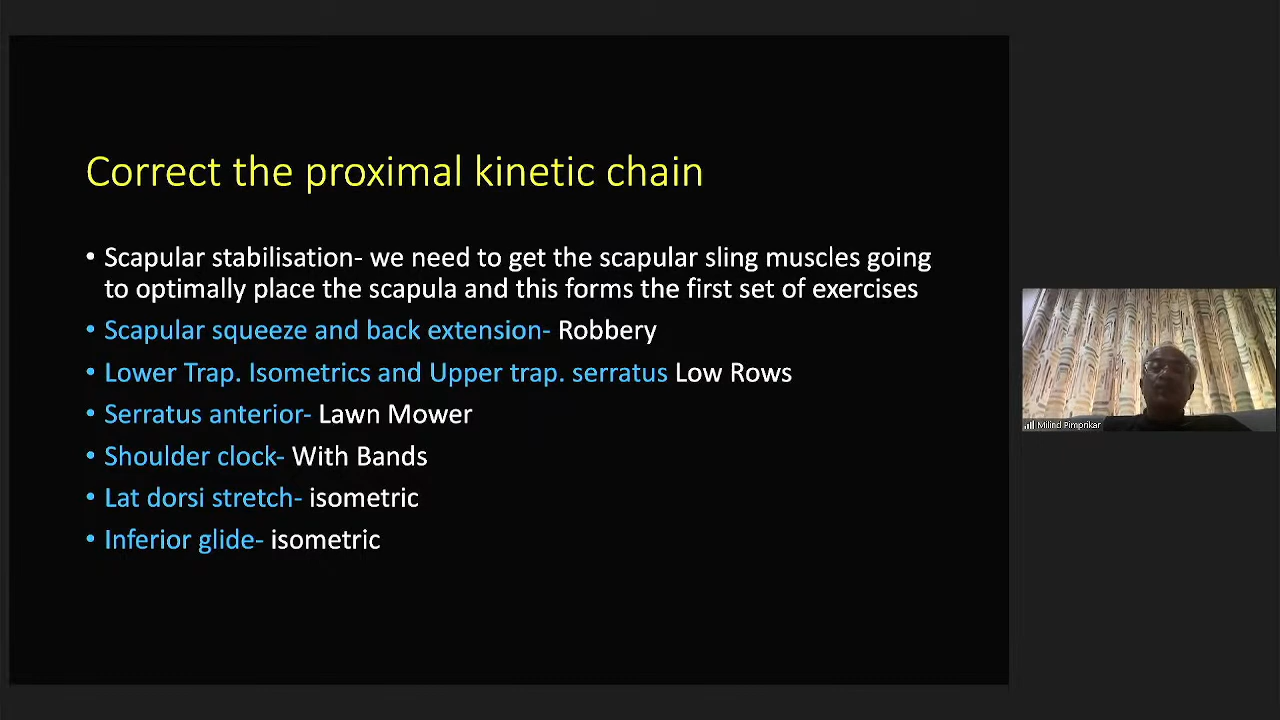 Correct the proximal kinetic chain
• Scapular stabilisation- we need to get the scapular sling muscles going
to optimally place the scapula and this forms the first set of exercises
• Scapular squeeze and back extension- Robbery
• Lower Trap. Isometrics and Upper trap. serratus Low Rows
• Serratus anterior- Lawn Mower
• Shoulder clock- With Bands
• Lat dorsi stretch- isometric
• Inferior glide- isometric
Milind Pimprikar